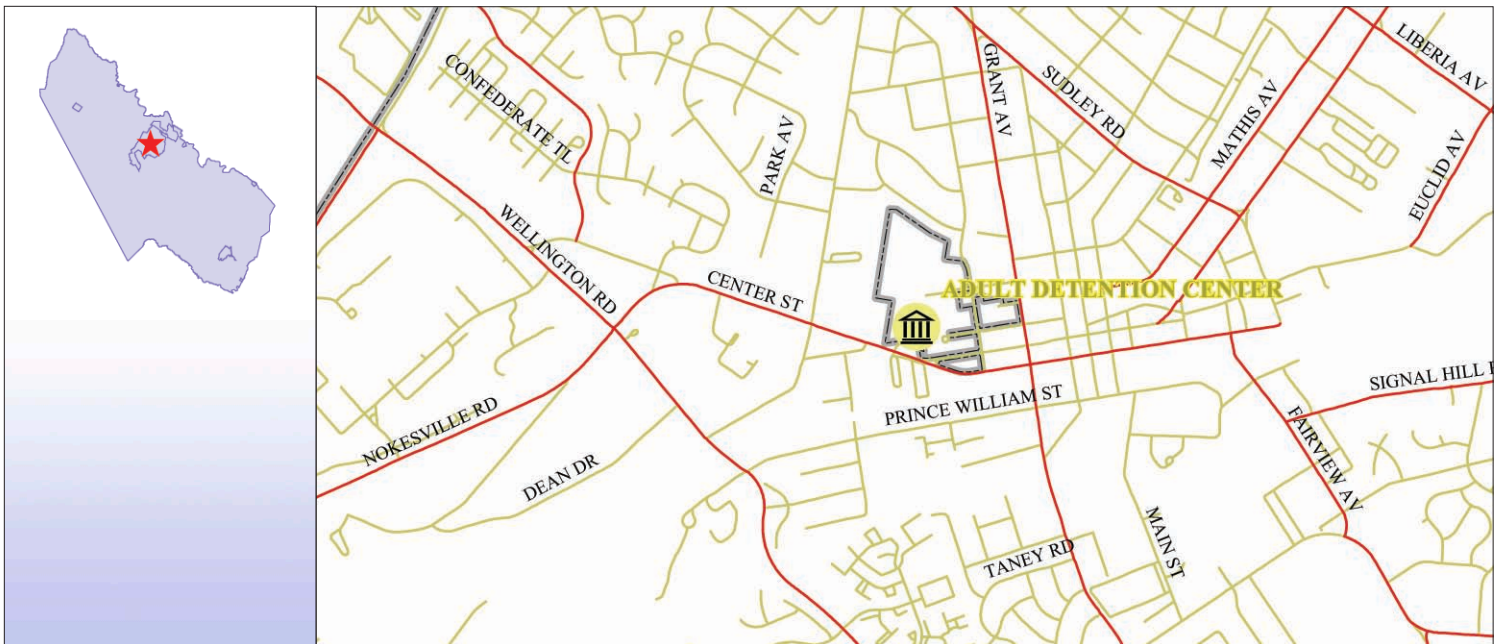 LIBERIA AV
GRANT AV
SUDLEY RD
CONFEDERATE TL
MATHIS AV
PARK AV
EUCLID AV
WELLINGTON RD
CENTER ST
ADULT DETENTION CENTER
SIGNAL HILL
PRINCE WILLIAM ST
NOKESVILLE RD
FAIRVIEW AV
DEAN DR
MAIN ST
TANEY RD